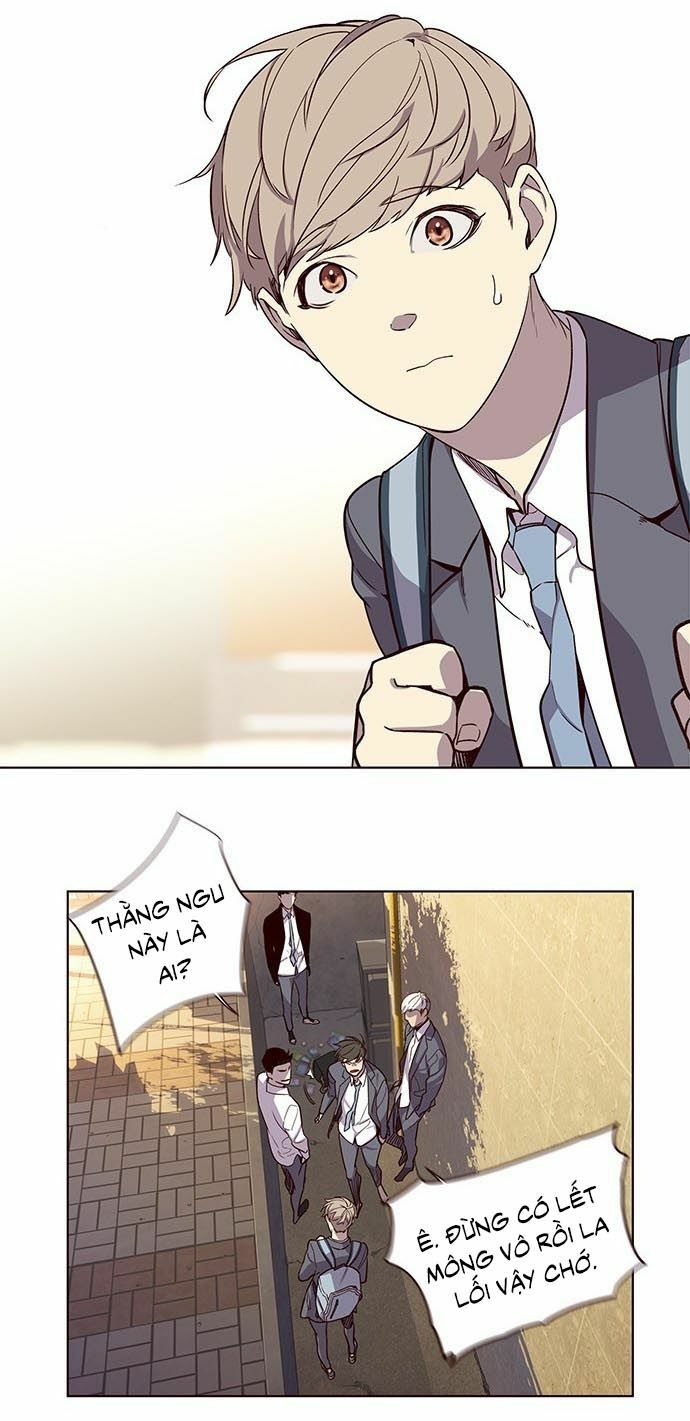 THẰNG NGU
NÀY LÀ
AI?
Ê. ĐỪNG CÓ LẾT
MÔNG VÔ RỒI LA
LỐI VẬY CHỚ.